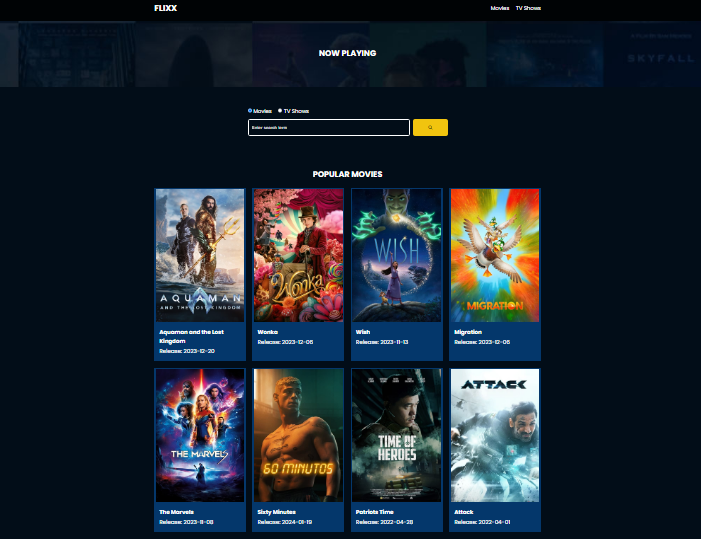 FLIXX
Movies TV Shows
NOW PLAYING
SKYFALL
Movies TV Shows
Enter search term
POPULAR MOVIES
AQUAMAN
AND THE LOST KINGDOM
Wonka
WISH
MIGRATION
Aquaman and the Lost
Kingdom
Release: 2023-12-20
Wonka
Release: 2023-12-06
Wish
Release: 2023-11-13
Migration
Release: 2023-12-06
THE MARVELS
60 MINUTOS
TIME OF
HEROES
ATTACK
The Marvels
Release: 2023-11-08
Sixty Minutes
Release: 2024-01-19
Patriots Time
Release: 2022-04-28
Attack
Release: 2022-04-01